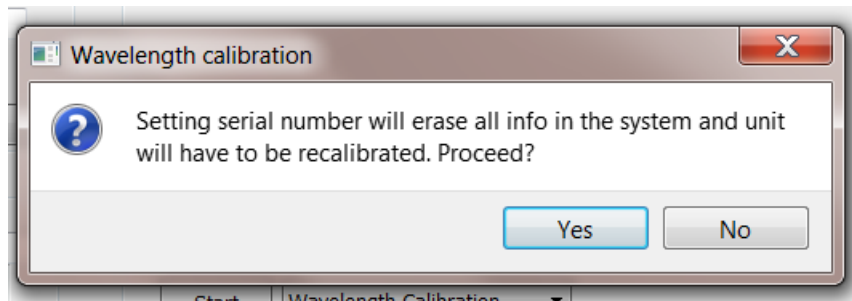 Wavelength calibration
Setting serial number will erase all info in the system and unit
will have to be recalibrated. Proceed?
Yes No
Start Wavelength Calibration